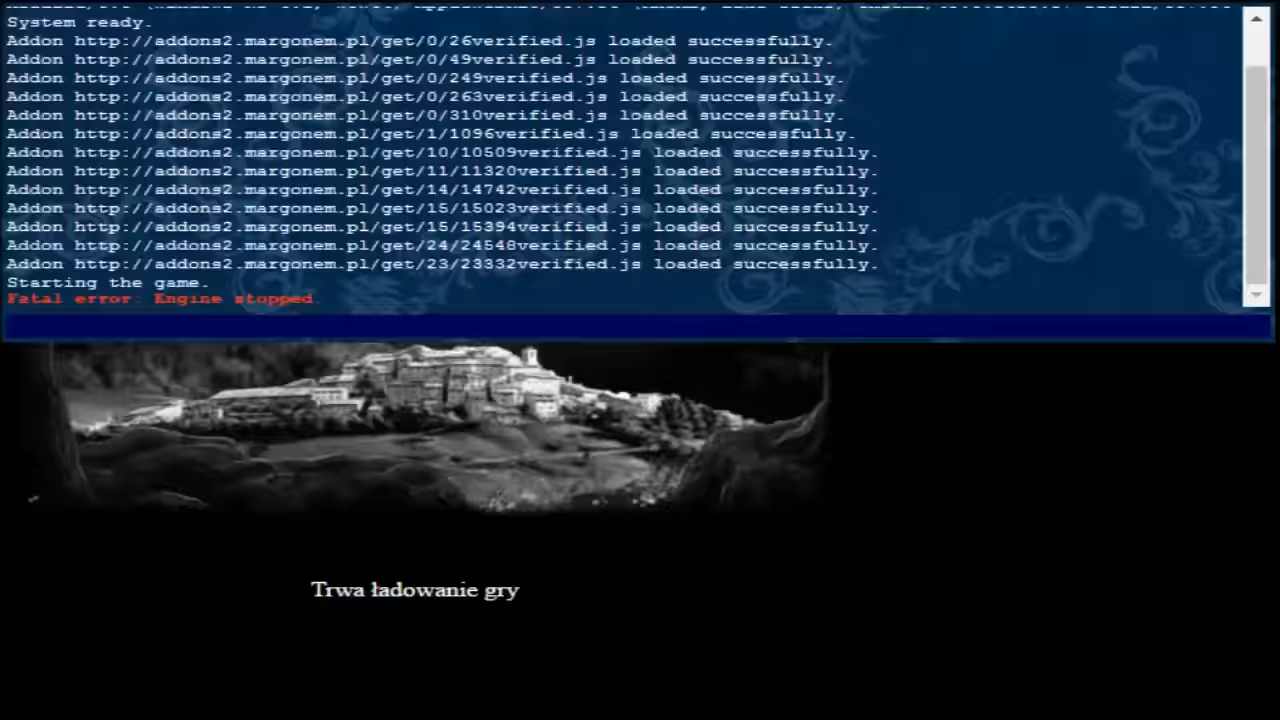 System ready.
Addon http://addons2.margonem.pl/get/0/26verified.js loaded successfully.
Addon http://addons2.margonem.pl/get/0/49verified.js loaded successfully.
Addon http://addons2.margonem.pl/get/0/249verified.js loaded successfully.
Addon http://addons2.margonem.pl/get/0/263verified.js loaded successfully.
Addon http://addons2.margonem.pl/get/0/310verified.js loaded successfully.
Addon http://addons2.margonem.pl/get/1/1096verified.js loaded successfully.
Addon http://addons2.margonem.pl/get/10/10509verified.js loaded successfully.
Addon http://addons2.margonem.pl/get/11/11320verified.js loaded successfully.
Addon http://addons2.margonem.pl/get/14/14742verified.js loaded successfully.
Addon http://addons2.margonem.pl/get/15/15023verified.js loaded successfully.
Addon http://addons2.margonem.pl/get/15/15394verified.js loaded successfully.
Addon http://addons2.margonem.pl/get/24/24548verified.js loaded successfully.
Addon http://addons2.margonem.pl/get/23/23332verified.js loaded successfully.
Starting the game.
Fatal error. Engine stopped.
Trwa ładowanie gry